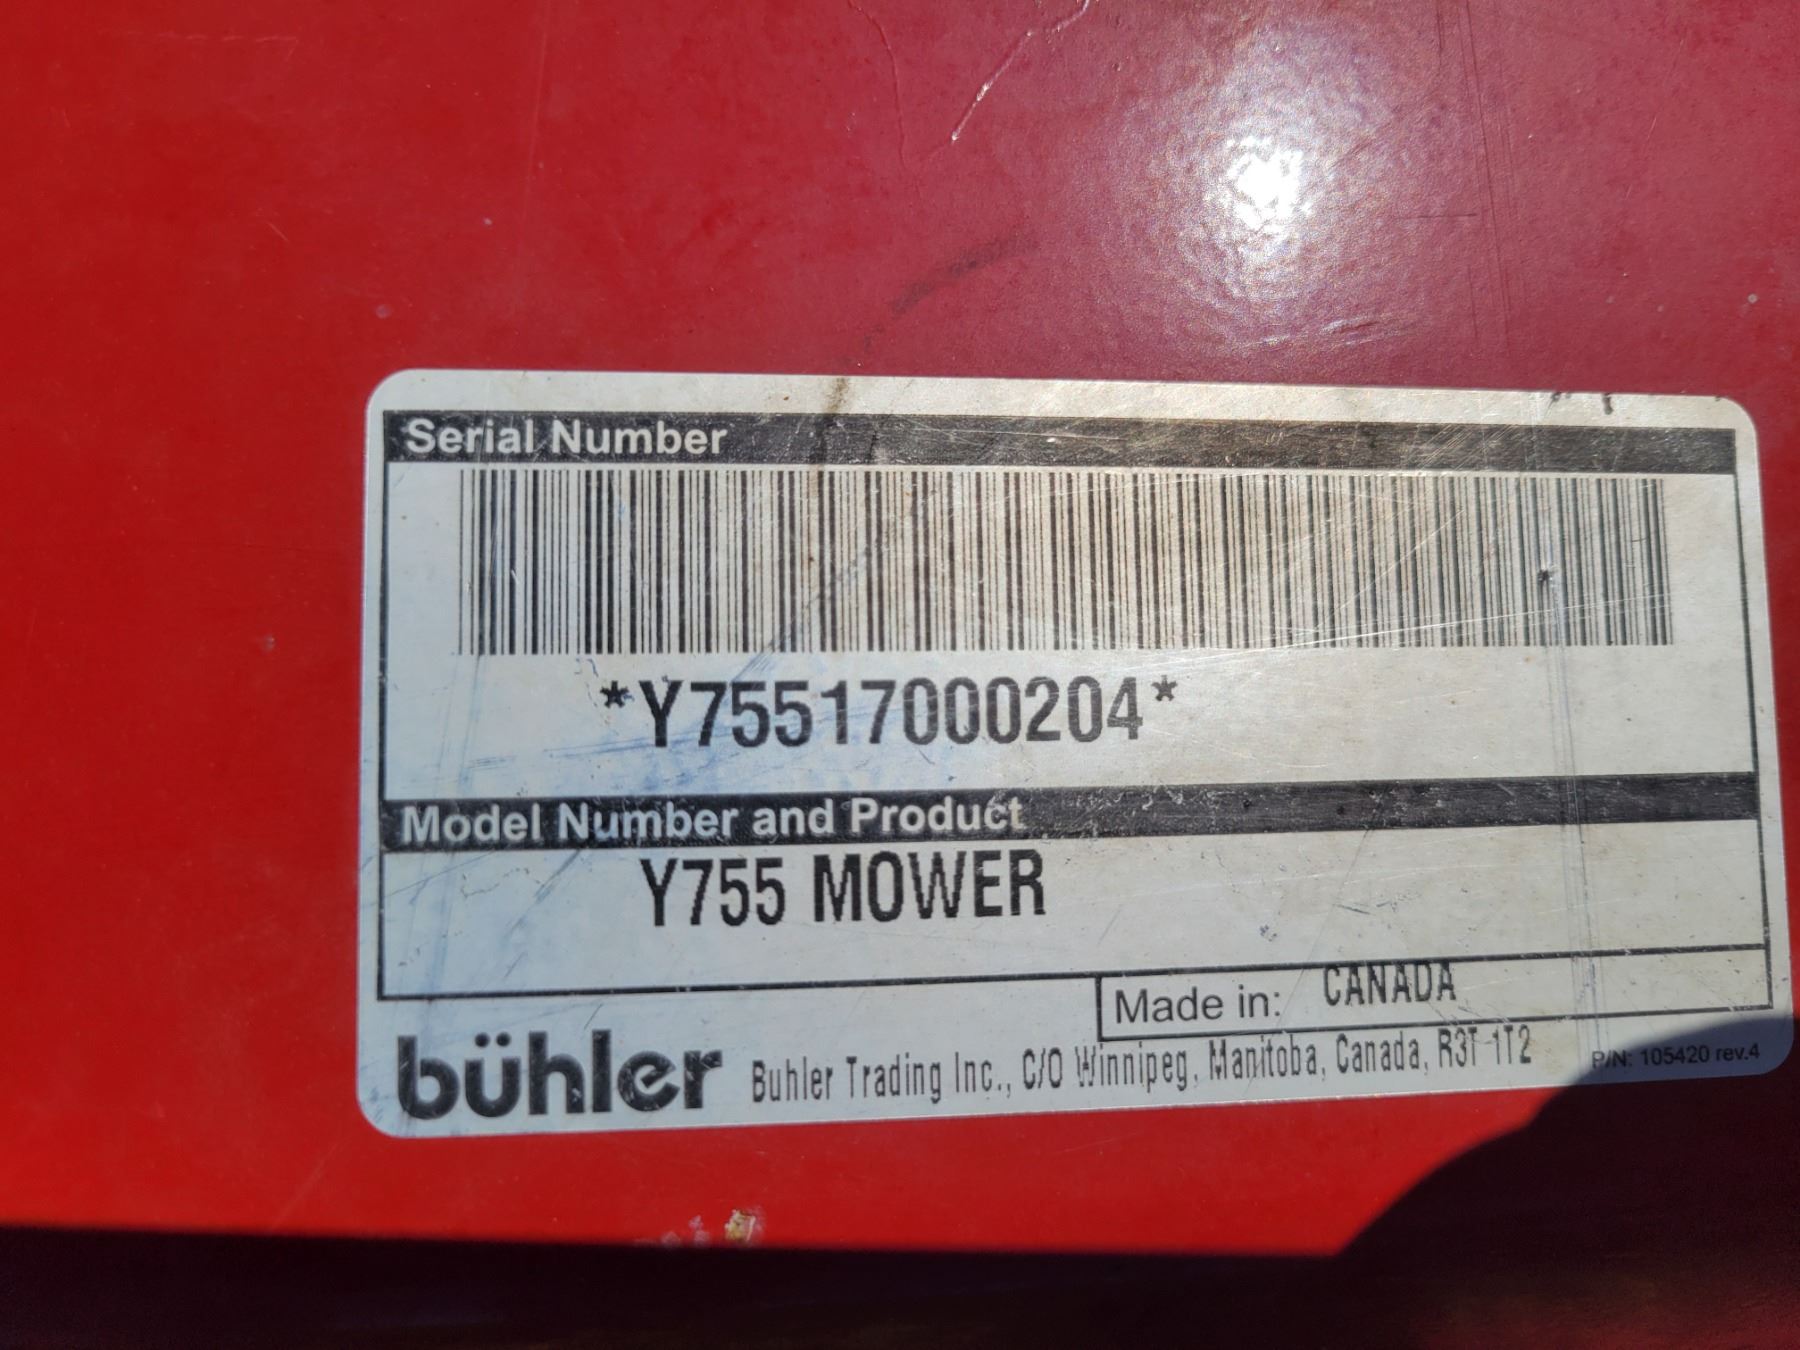 Serial Number
*Y75517000204*
Model Number and Product
Y755 MOWER
Made in: CANADA
bühler Buhler Trading Inc., C/O Winnipeg, Manitoba, Canada, R3T 1T2 P/N: 105420 rev.4